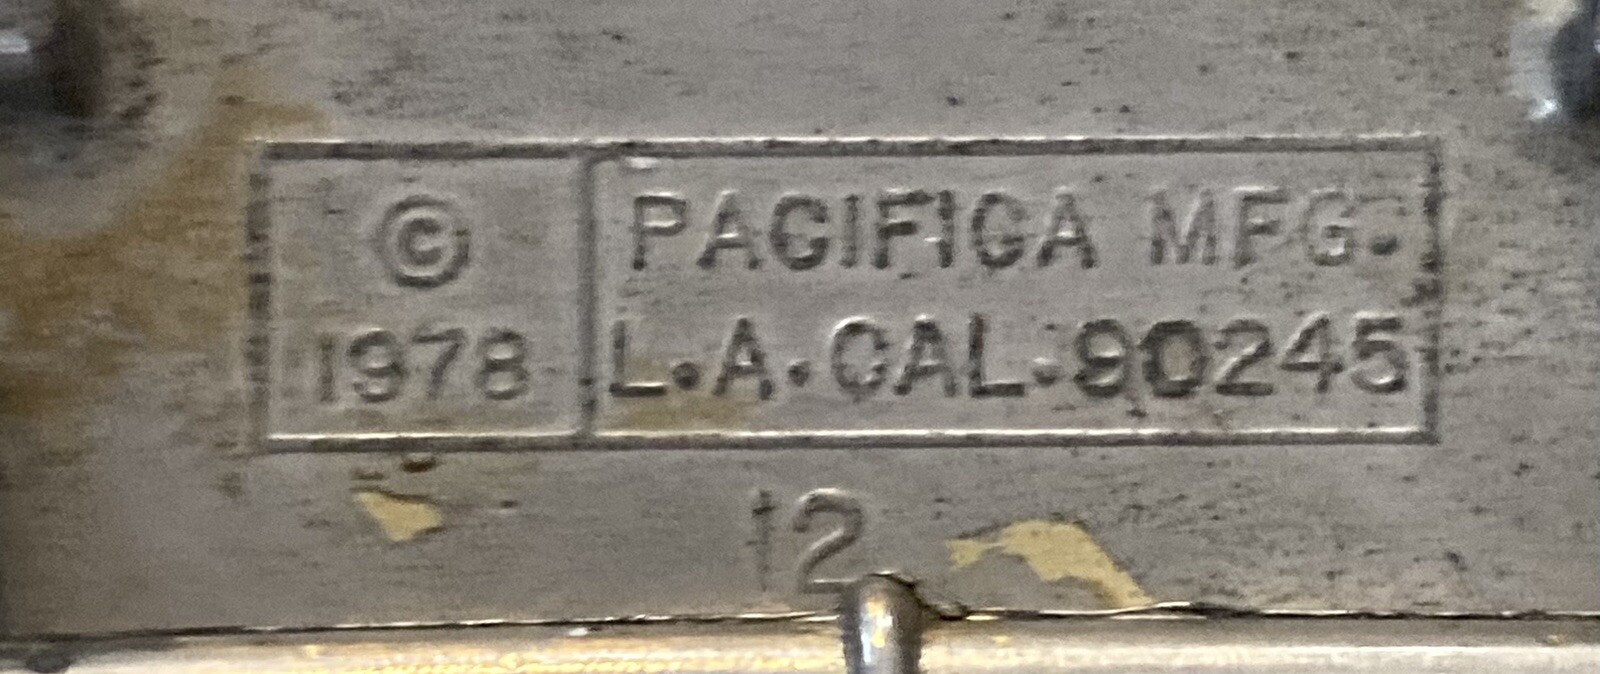 © PACIFICA MFG.
1978 L.A. CAL. 90245
12